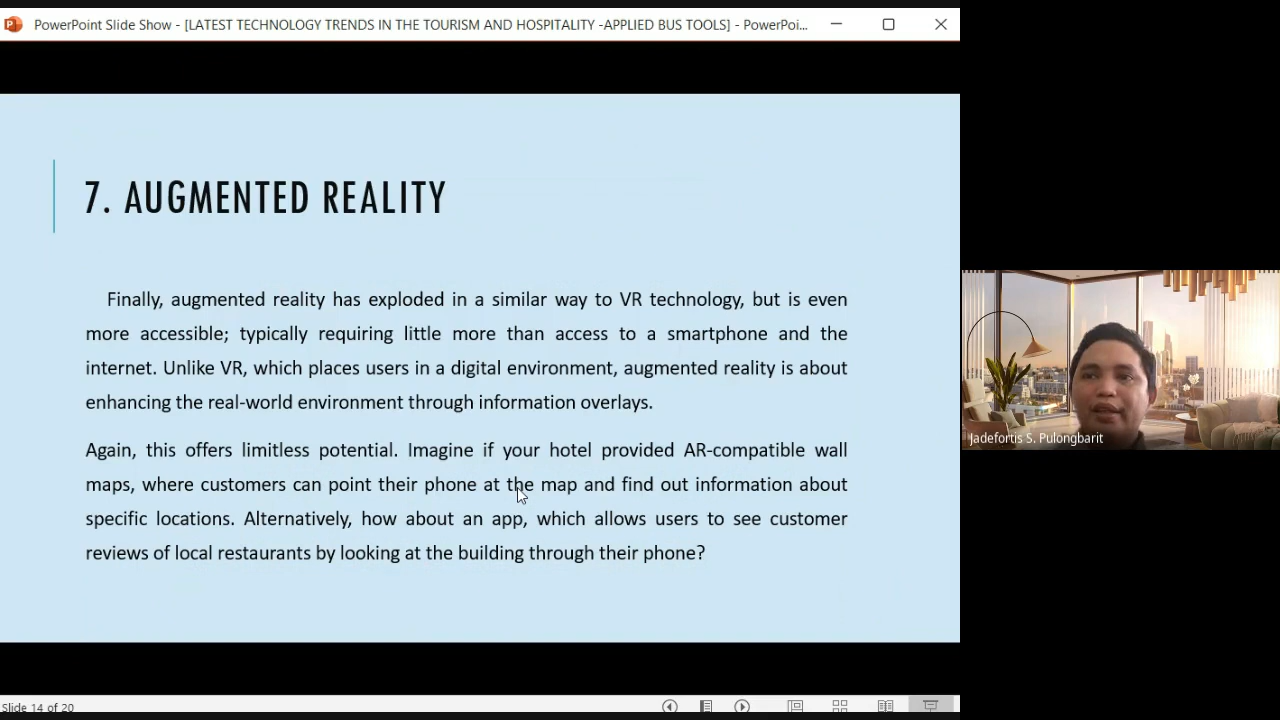 PowerPoint Slide Show - [LATEST TECHNOLOGY TRENDS IN THE TOURISM AND HOSPITALITY -APPLIED BUS TOOLS] - PowerPoi...
7. AUGMENTED REALITY
Finally, augmented reality has exploded in a similar way to VR technology, but is even
more accessible; typically requiring little more than access to a smartphone and the
internet. Unlike VR, which places users in a digital environment, augmented reality is about
enhancing the real-world environment through information overlays.
Again, this offers limitless potential. Imagine if your hotel provided AR-compatible wall
maps, where customers can point their phone at the map and find out information about
specific locations. Alternatively, how about an app, which allows users to see customer
reviews of local restaurants by looking at the building through their phone?
Jadefortis S. Pulongbarit
Slide 14 of 20